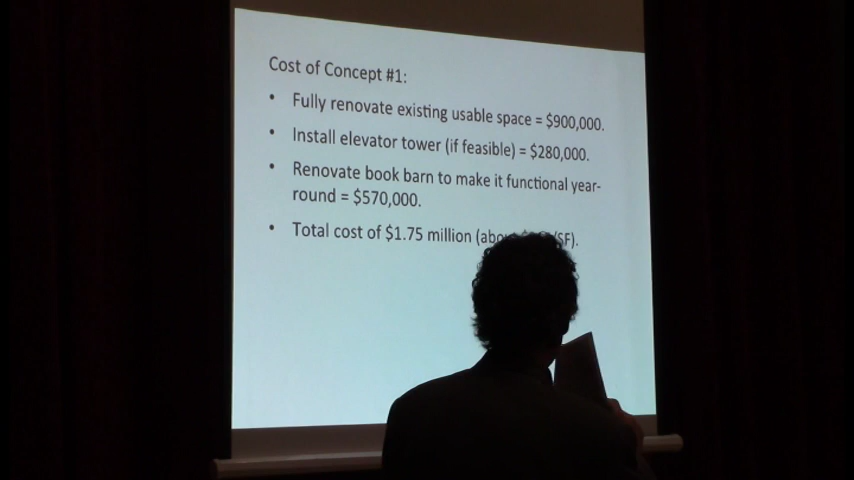 Cost of Concept #1:
• Fully renovate existing usable space = $900,000.
• Install elevator tower (if feasible) = $280,000.
• Renovate book barn to make it functional year-
round = $570,000.
• Total cost of $1.75 million /SF).